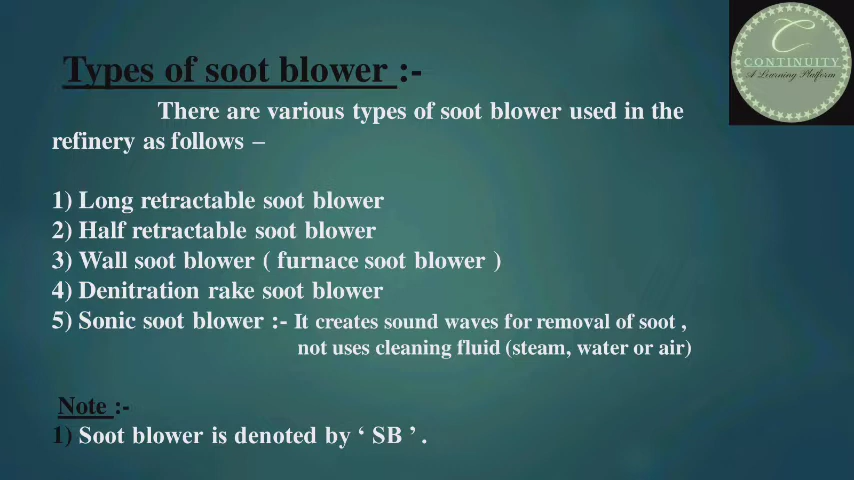 Types of soot blower :-
There are various types of soot blower used in the
refinery as follows –
1) Long retractable soot blower
2) Half retractable soot blower
3) Wall soot blower ( furnace soot blower )
4) Denitration rake soot blower
5) Sonic soot blower :- It creates sound waves for removal of soot ,
not uses cleaning fluid (steam, water or air)
Note :-
1) Soot blower is denoted by ‘ SB ’ .
C
CONTINUITY
A Learning Platform